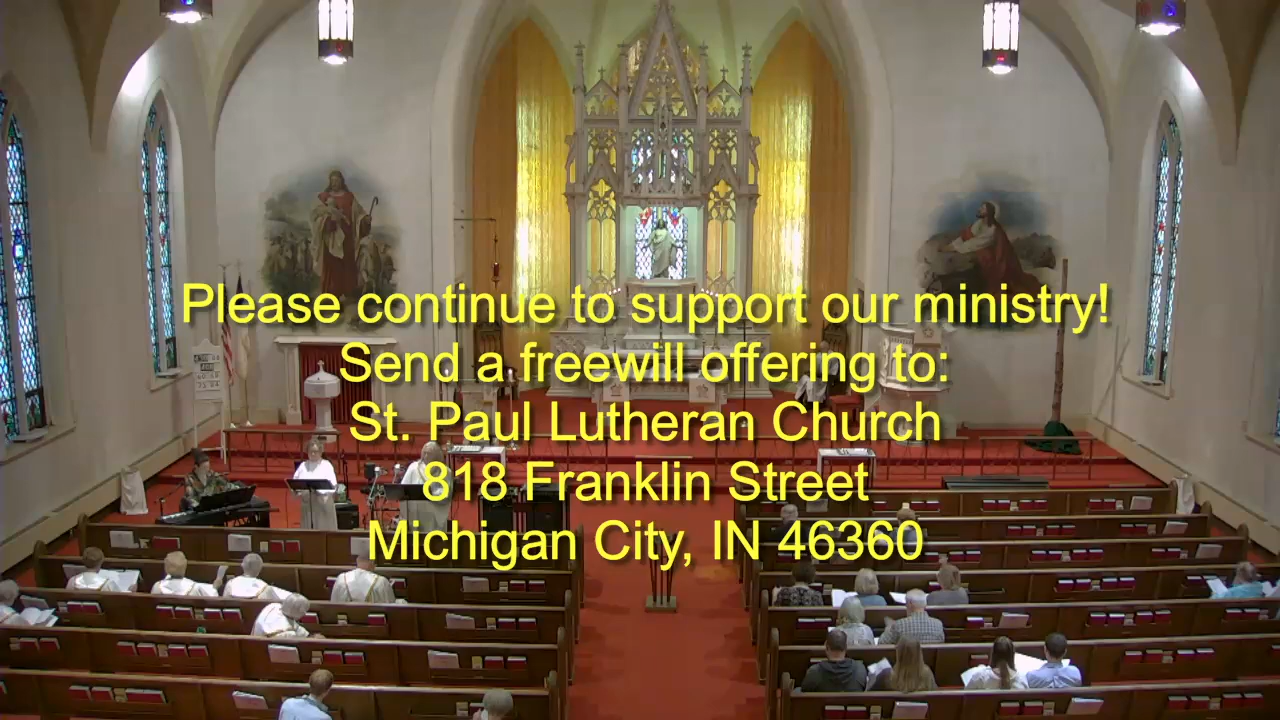 Please continue to support our ministry!
Send a freewill offering to:
St. Paul Lutheran Church
818 Franklin Street
Michigan City, IN 46360